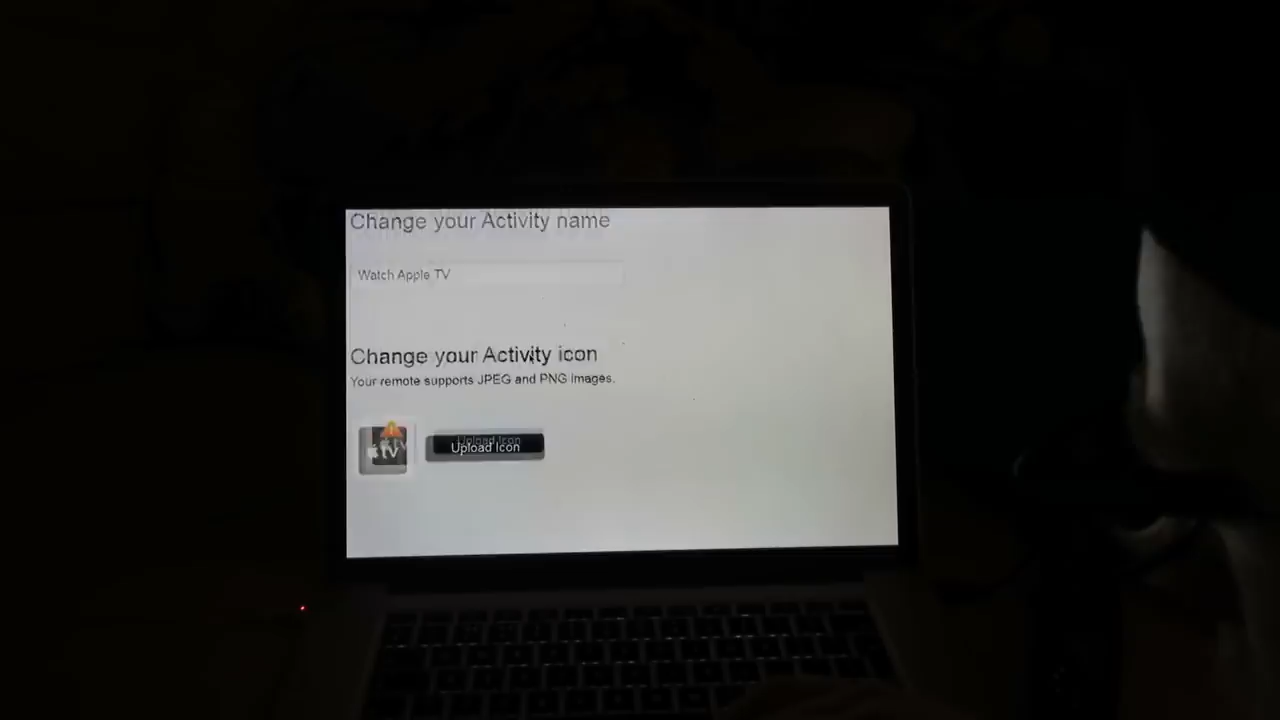 Change your Activity name
Watch Apple TV
Change your Activity icon
Your remote supports JPEG and PNG images.
tv
Upload Icon